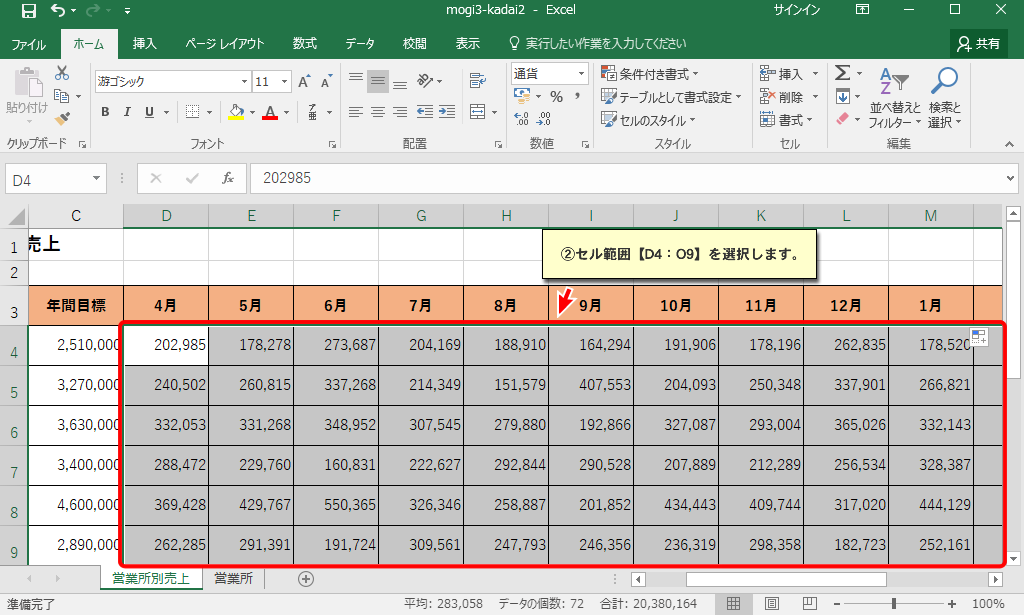 mogi3-kadai2 - Excel
サインイン
ファイル ホーム 挿入 ページ レイアウト 数式 データ 校閲 表示 実行したい作業を入力してください 共有
貼り付け
クリップボード
游ゴシック 11
B I U
フォント
配置
通貨
数値
条件付き書式
テーブルとして書式設定
セルのスタイル
スタイル
挿入
削除
書式
セル
並べ替えと
フィルター
検索と
選択
編集
D4 fx 202985
C D E F G H I J K L M
1 売上
②セル範囲【D4：O9】を選択します。
2
3 年間目標 4月 5月 6月 7月 8月 9月 10月 11月 12月 1月
4 2,510,000 202,985 178,278 273,687 204,169 188,910 164,294 191,906 178,196 262,835 178,520
5 3,270,000 240,502 260,815 337,268 214,349 151,579 407,553 204,093 250,348 337,901 266,821
6 3,630,000 332,053 331,268 348,952 307,545 279,880 192,866 327,087 293,004 365,026 332,143
7 3,400,000 288,472 229,760 160,831 222,627 292,844 290,528 207,889 212,289 256,534 328,387
8 4,600,000 369,428 429,767 550,365 326,346 258,887 201,852 434,443 409,744 317,020 444,129
9 2,890,000 262,285 291,391 191,724 309,561 247,793 246,356 236,319 298,358 182,723 252,161
営業所別売上 営業所
準備完了 平均: 283,058 データの個数: 72 合計: 20,380,164 100%